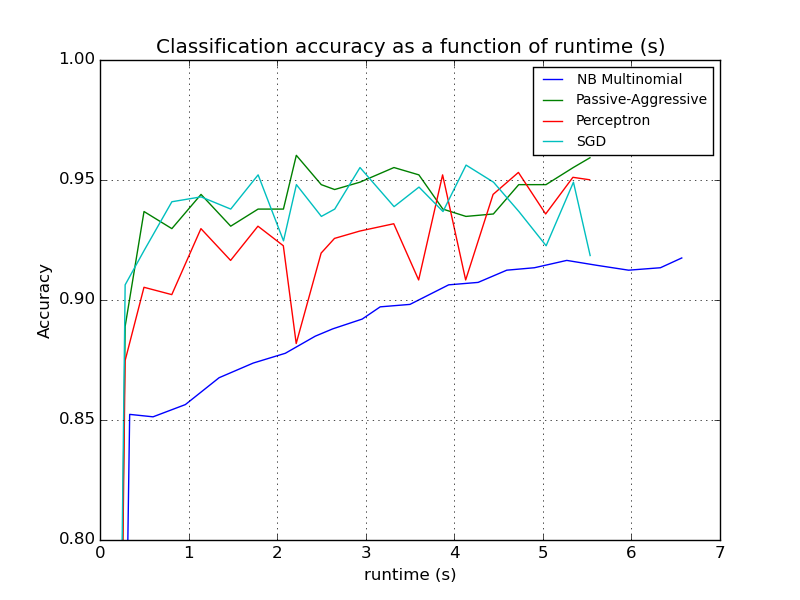 Classification accuracy as a function of runtime (s)
1.00
0.95
0.90
0.85
0.80
Accuracy
NB Multinomial
Passive-Aggressive
Perceptron
SGD
0 1 2 3 4 5 6 7
runtime (s)